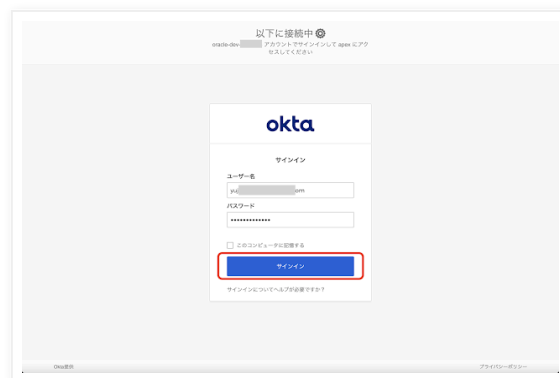 以下に接続中
oracle-dev- アカウントでサインインして apex にアク
セスしてください
okta
サインイン
ユーザー名
yuj om
パスワード
•••••••••••••
このコンピュータに記憶する
サインイン
サインインについてヘルプが必要ですか？
Okta提供
プライバシーポリシー